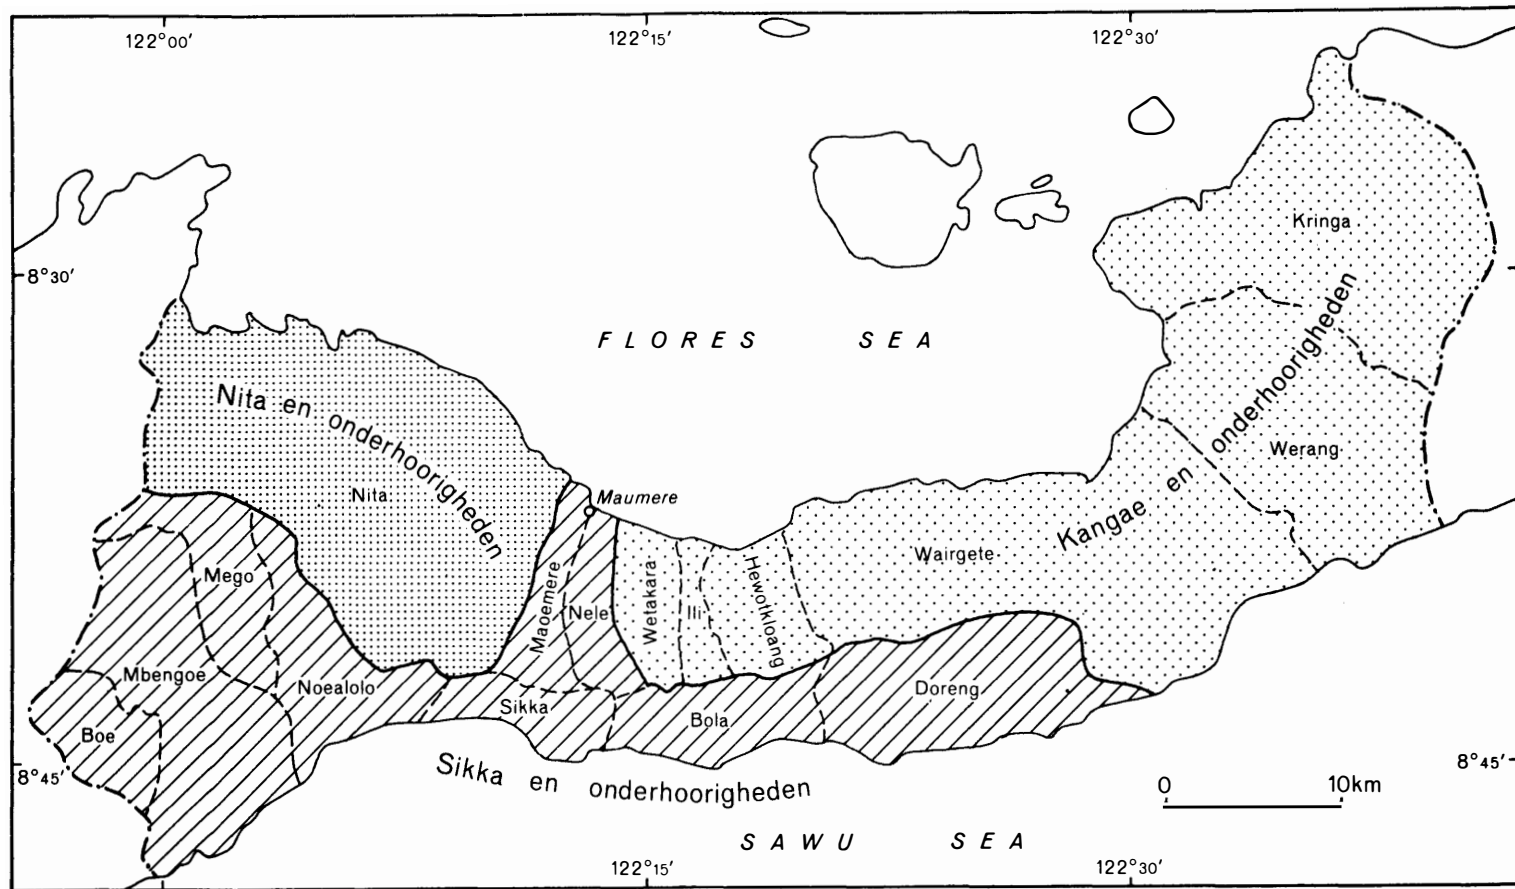 122°00′ 122°15′ 122°30′
Kringa
8°30′
FLORES SEA
Nita en onderhoorigheden
Kangae en onderhoorigheden
Werang
Nita
Maumere
Wairgete
Mego
Maoemere
Nele
Wetakara
Ili
Hewotkloang
Mbengoe
Noealolo
Sikka
Bola
Doreng
Boe
8°45′
8°45′
Sikka en onderhoorigheden
0 10km
SAWU SEA
122°15′ 122°30′